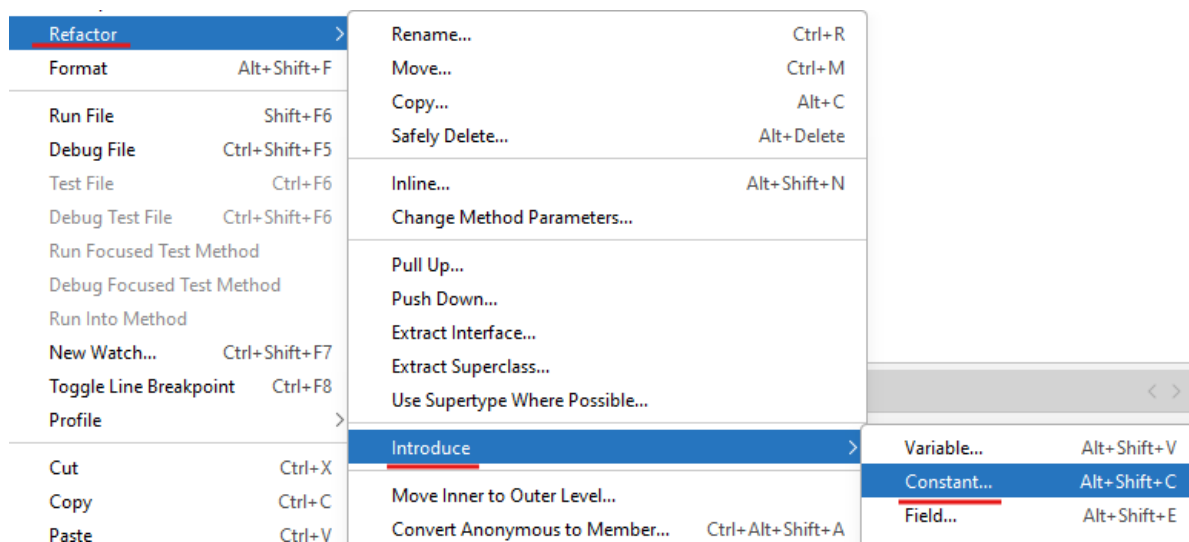 Refactor
Format Alt+Shift+F
Run File Shift+F6
Debug File Ctrl+Shift+F5
Test File Ctrl+F6
Debug Test File Ctrl+Shift+F6
Run Focused Test Method
Debug Focused Test Method
Run Into Method
New Watch... Ctrl+Shift+F7
Toggle Line Breakpoint Ctrl+F8
Profile
Cut Ctrl+X
Copy Ctrl+C
Paste Ctrl+V
Rename... Ctrl+R
Move... Ctrl+M
Copy... Alt+C
Safely Delete... Alt+Delete
Inline... Alt+Shift+N
Change Method Parameters...
Pull Up...
Push Down...
Extract Interface...
Extract Superclass...
Use Supertype Where Possible...
Introduce
Move Inner to Outer Level...
Convert Anonymous to Member... Ctrl+Alt+Shift+A
Variable... Alt+Shift+V
Constant... Alt+Shift+C
Field... Alt+Shift+E